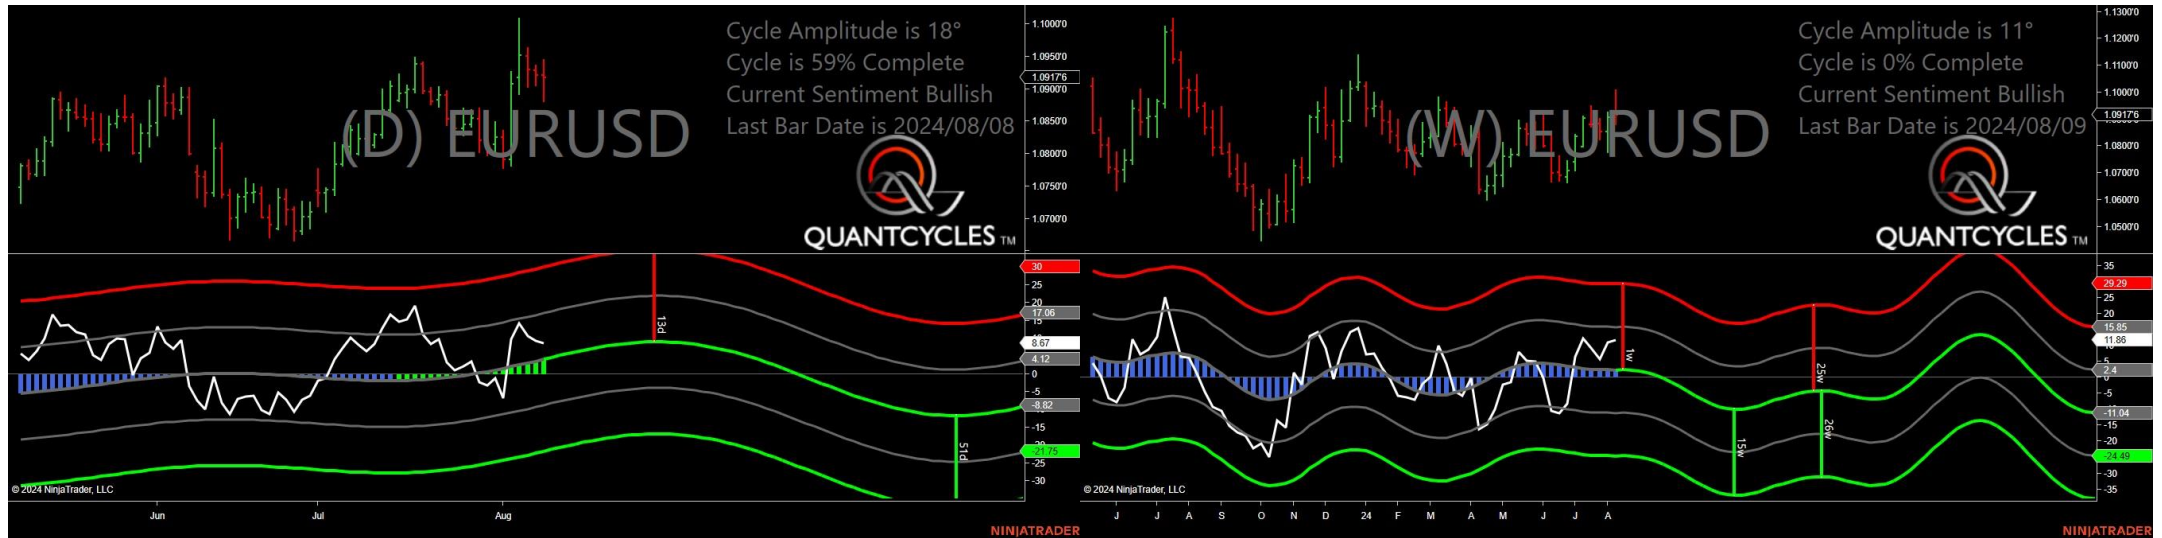 Cycle Amplitude is 18°
Cycle is 59% Complete
Current Sentiment Bullish
Last Bar Date is 2024/08/08
(D) EURUSD
QUANTCYCLES TM
1.1000'0
1.0950'0
1.0917'6
1.0900'0
1.0850'0
1.0800'0
1.0750'0
1.0700'0
30
25
20
17.06
15
8.67
4.12
0
-5
-8.82
-15
-21.75
-25
-30
13d
51d
© 2024 NinjaTrader, LLC
Jun
Jul
Aug
NINJATRADER
Cycle Amplitude is 11°
Cycle is 0% Complete
Current Sentiment Bullish
Last Bar Date is 2024/08/09
(W) EURUSD
QUANTCYCLES TM
1.1300'0
1.1200'0
1.1100'0
1.1000'0
1.0917'6
1.0800'0
1.0700'0
1.0600'0
1.0500'0
35
29.29
25
20
15.85
11.86
5
2.4
-5
-11.04
-15
-20
-24.49
-30
-35
1w
25w
15w
26w
© 2024 NinjaTrader, LLC
J
J
A
S
O
N
D
24
F
M
A
M
J
J
A
NINJATRADER